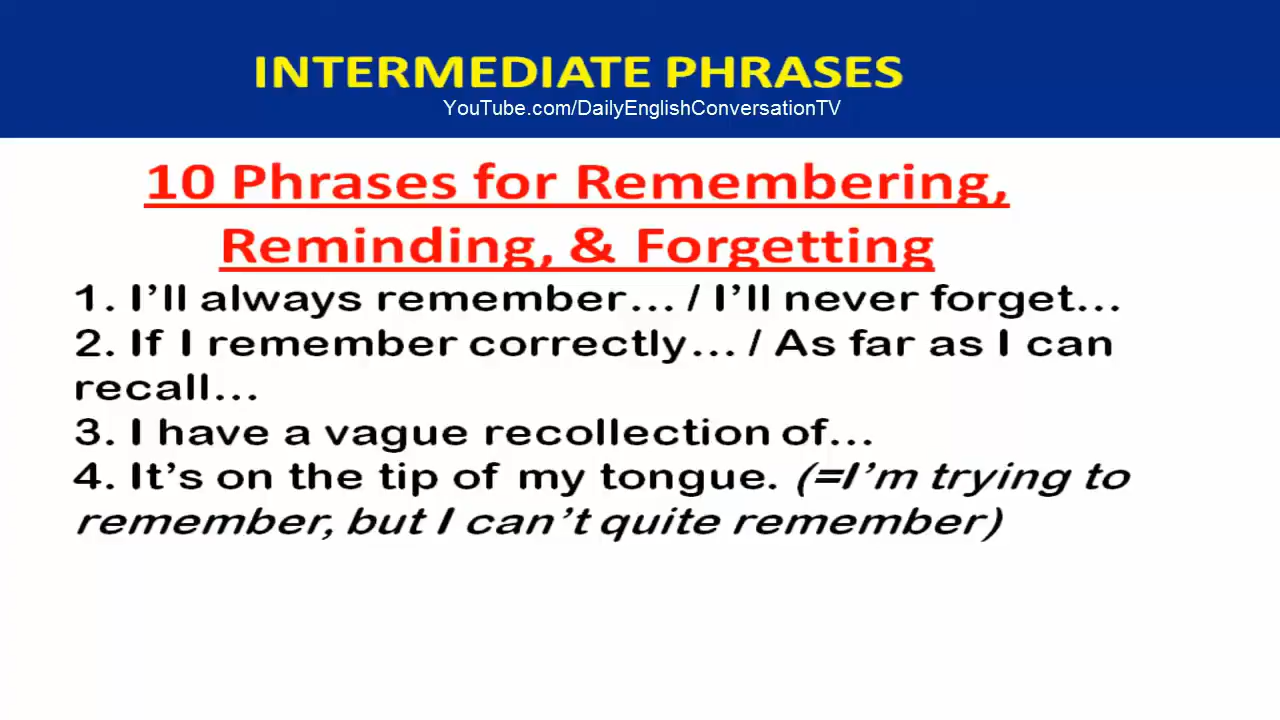 INTERMEDIATE PHRASES
YouTube.com/DailyEnglishConversationTV
10 Phrases for Remembering,
Reminding, & Forgetting
1. I’ll always remember… / I’ll never forget…
2. If I remember correctly… / As far as I can
recall…
3. I have a vague recollection of…
4. It’s on the tip of my tongue. (=I’m trying to
remember, but I can’t quite remember)